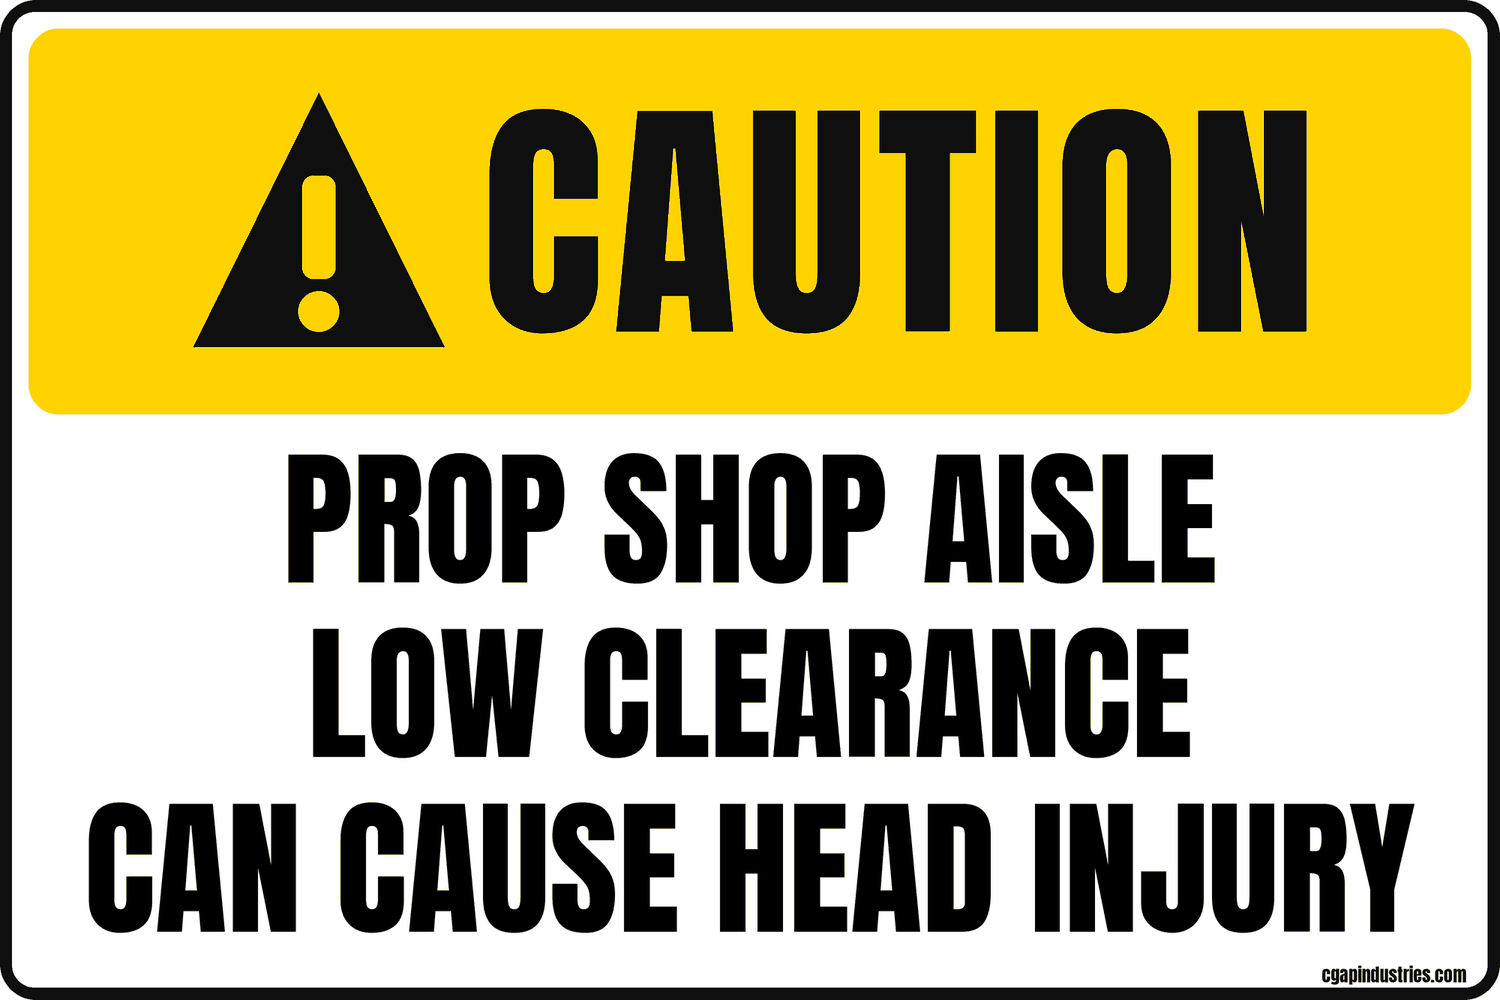 CAUTION
PROP SHOP AISLE
LOW CLEARANCE
CAN CAUSE HEAD INJURY
cgapindustries.com